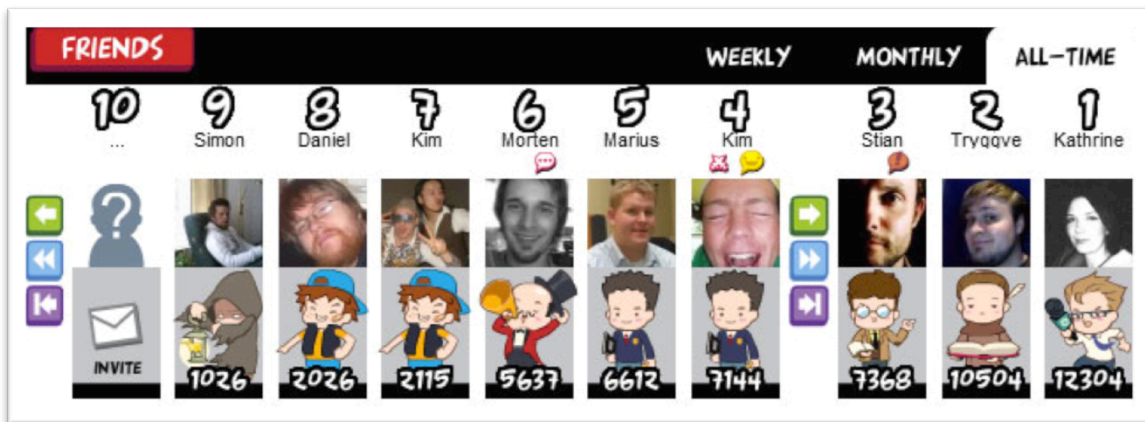 FRIENDS WEEKLY MONTHLY ALL-TIME
10 9 8 7 6 5 4 3 2 1
... Simon Daniel Kim Morten Marius Kim Stian Tryggve Kathrine
?
INVITE 1026 2026 2115 5637 6612 7144 7368 10504 12304